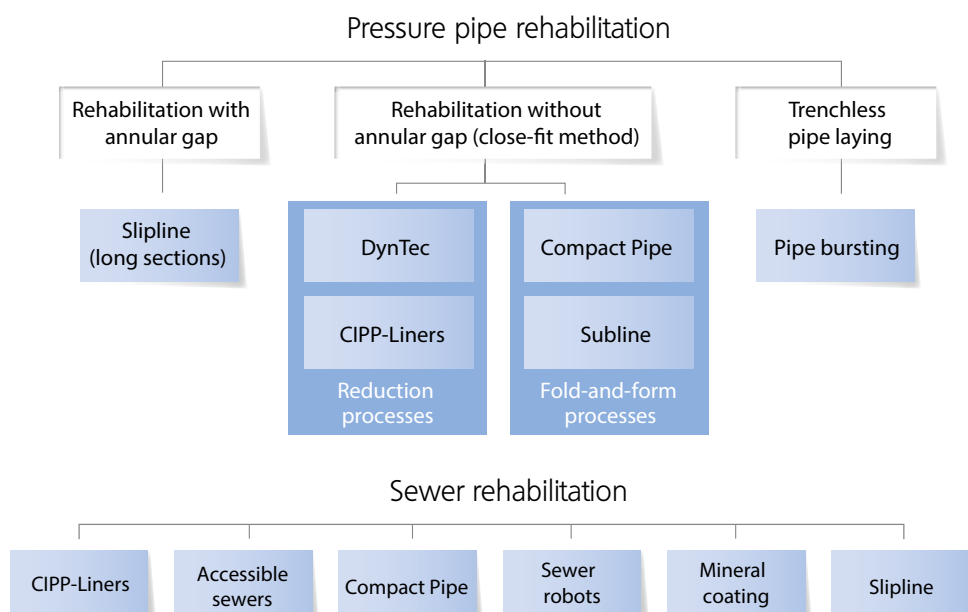 Pressure pipe rehabilitation
Rehabilitation with
annular gap
Rehabilitation without
annular gap (close-fit method)
Trenchless
pipe laying
Slipline
(long sections)
DynTec
CIPP-Liners
Reduction
processes
Compact Pipe
Subline
Fold-and-form
processes
Pipe bursting
Sewer rehabilitation
CIPP-Liners
Accessible
sewers
Compact Pipe
Sewer
robots
Mineral
coating
Slipline